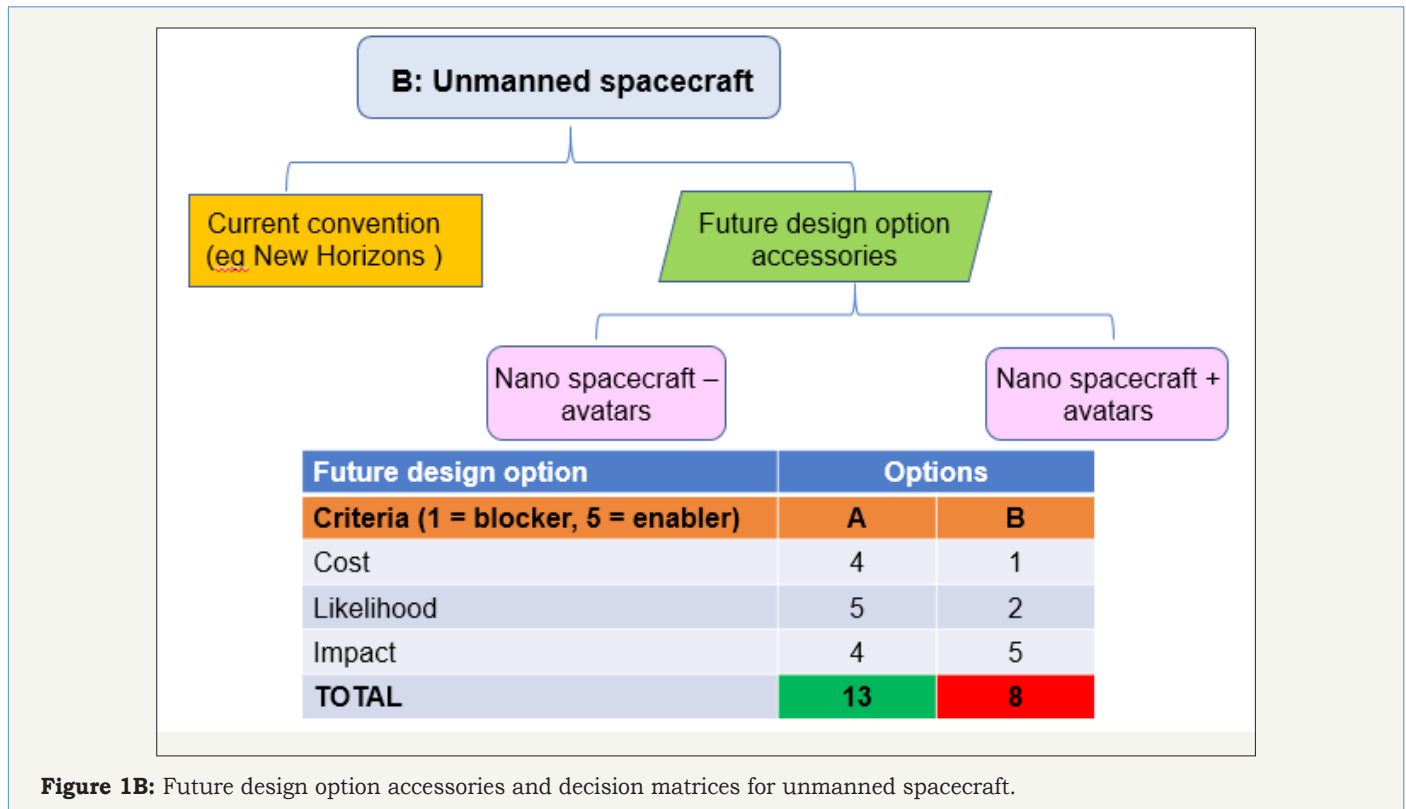 B: Unmanned spacecraft
Current convention
(eg New Horizons )
Future design option
accessories
Nano spacecraft –
avatars
Nano spacecraft +
avatars
Future design option Options
Criteria (1 = blocker, 5 = enabler) A B
Cost 4 1
Likelihood 5 2
Impact 4 5
TOTAL 13 8
Figure 1B: Future design option accessories and decision matrices for unmanned spacecraft.